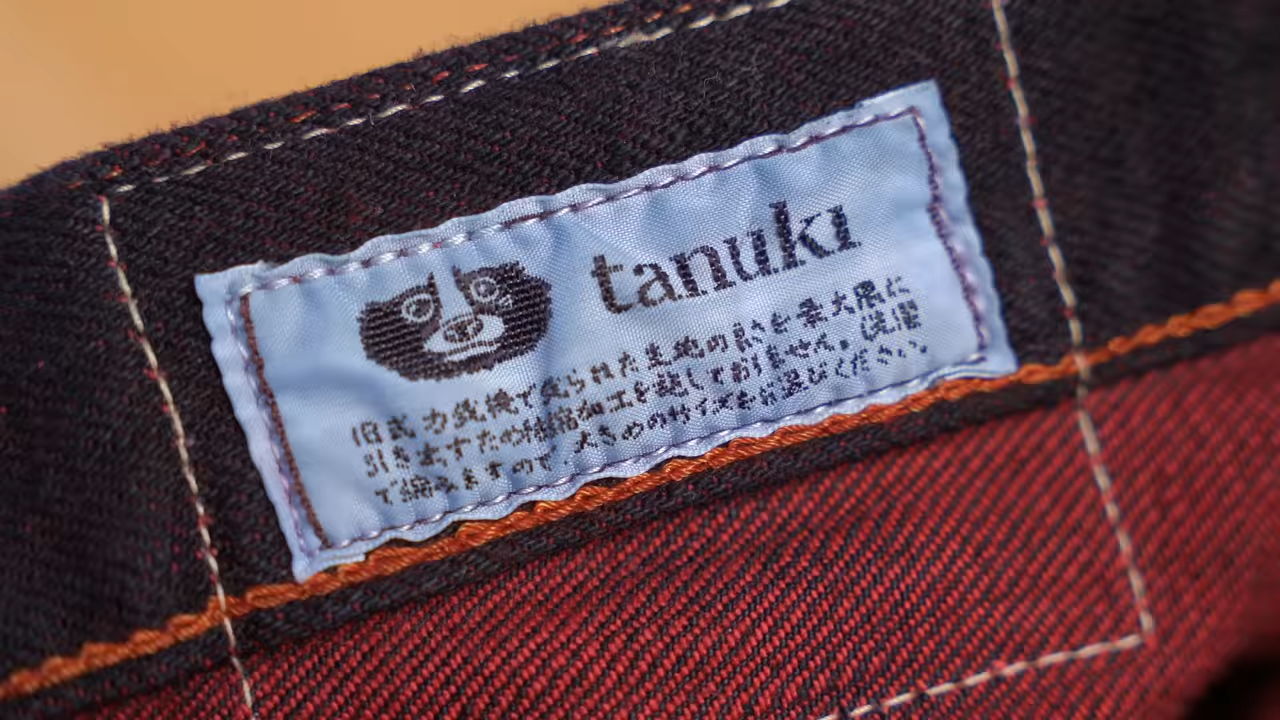 tanuki
旧式力織機で織られた生地の良さを最大限に
引き出すため防縮加工を施しておりません。洗濯
で縮みますので、大きめのサイズをお選びください。